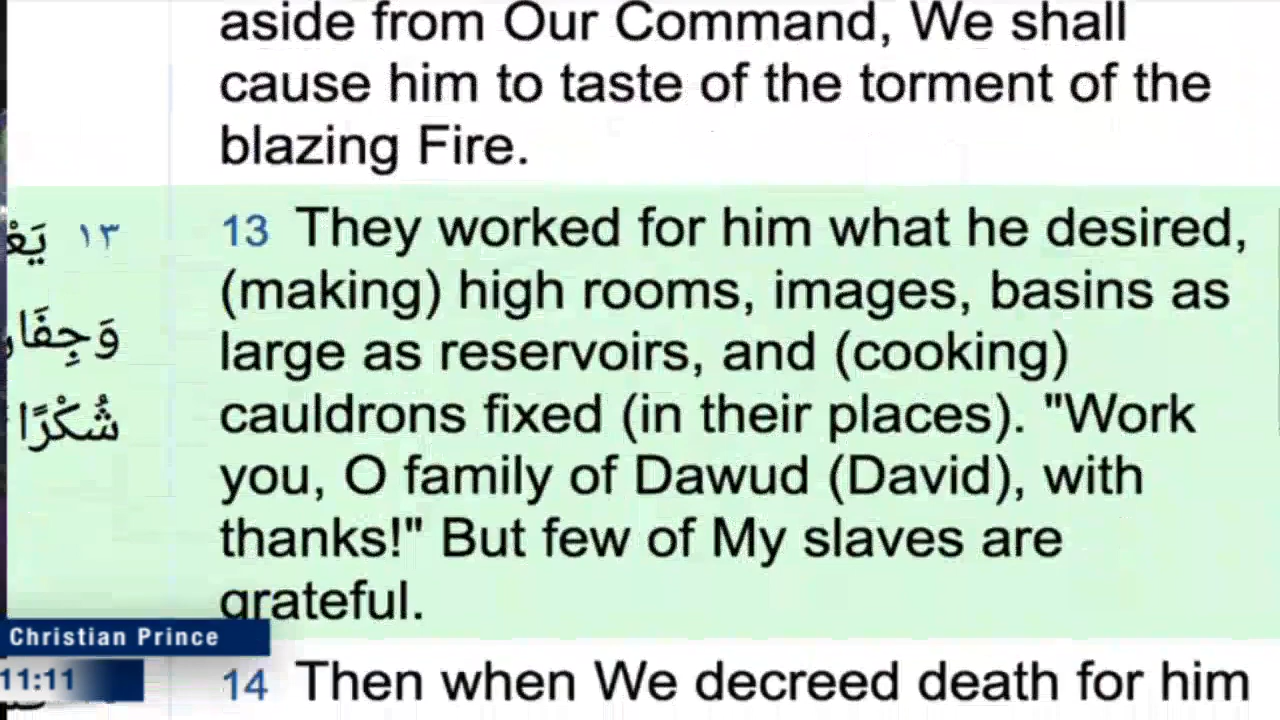 aside from Our Command, We shall
cause him to taste of the torment of the
blazing Fire.
١٣
13 They worked for him what he desired,
(making) high rooms, images, basins as
وَجِفَا
large as reservoirs, and (cooking)
شُكْرًا
cauldrons fixed (in their places). "Work
you, O family of Dawud (David), with
thanks!" But few of My slaves are
grateful.
Christian Prince
11:11
14 Then when We decreed death for him